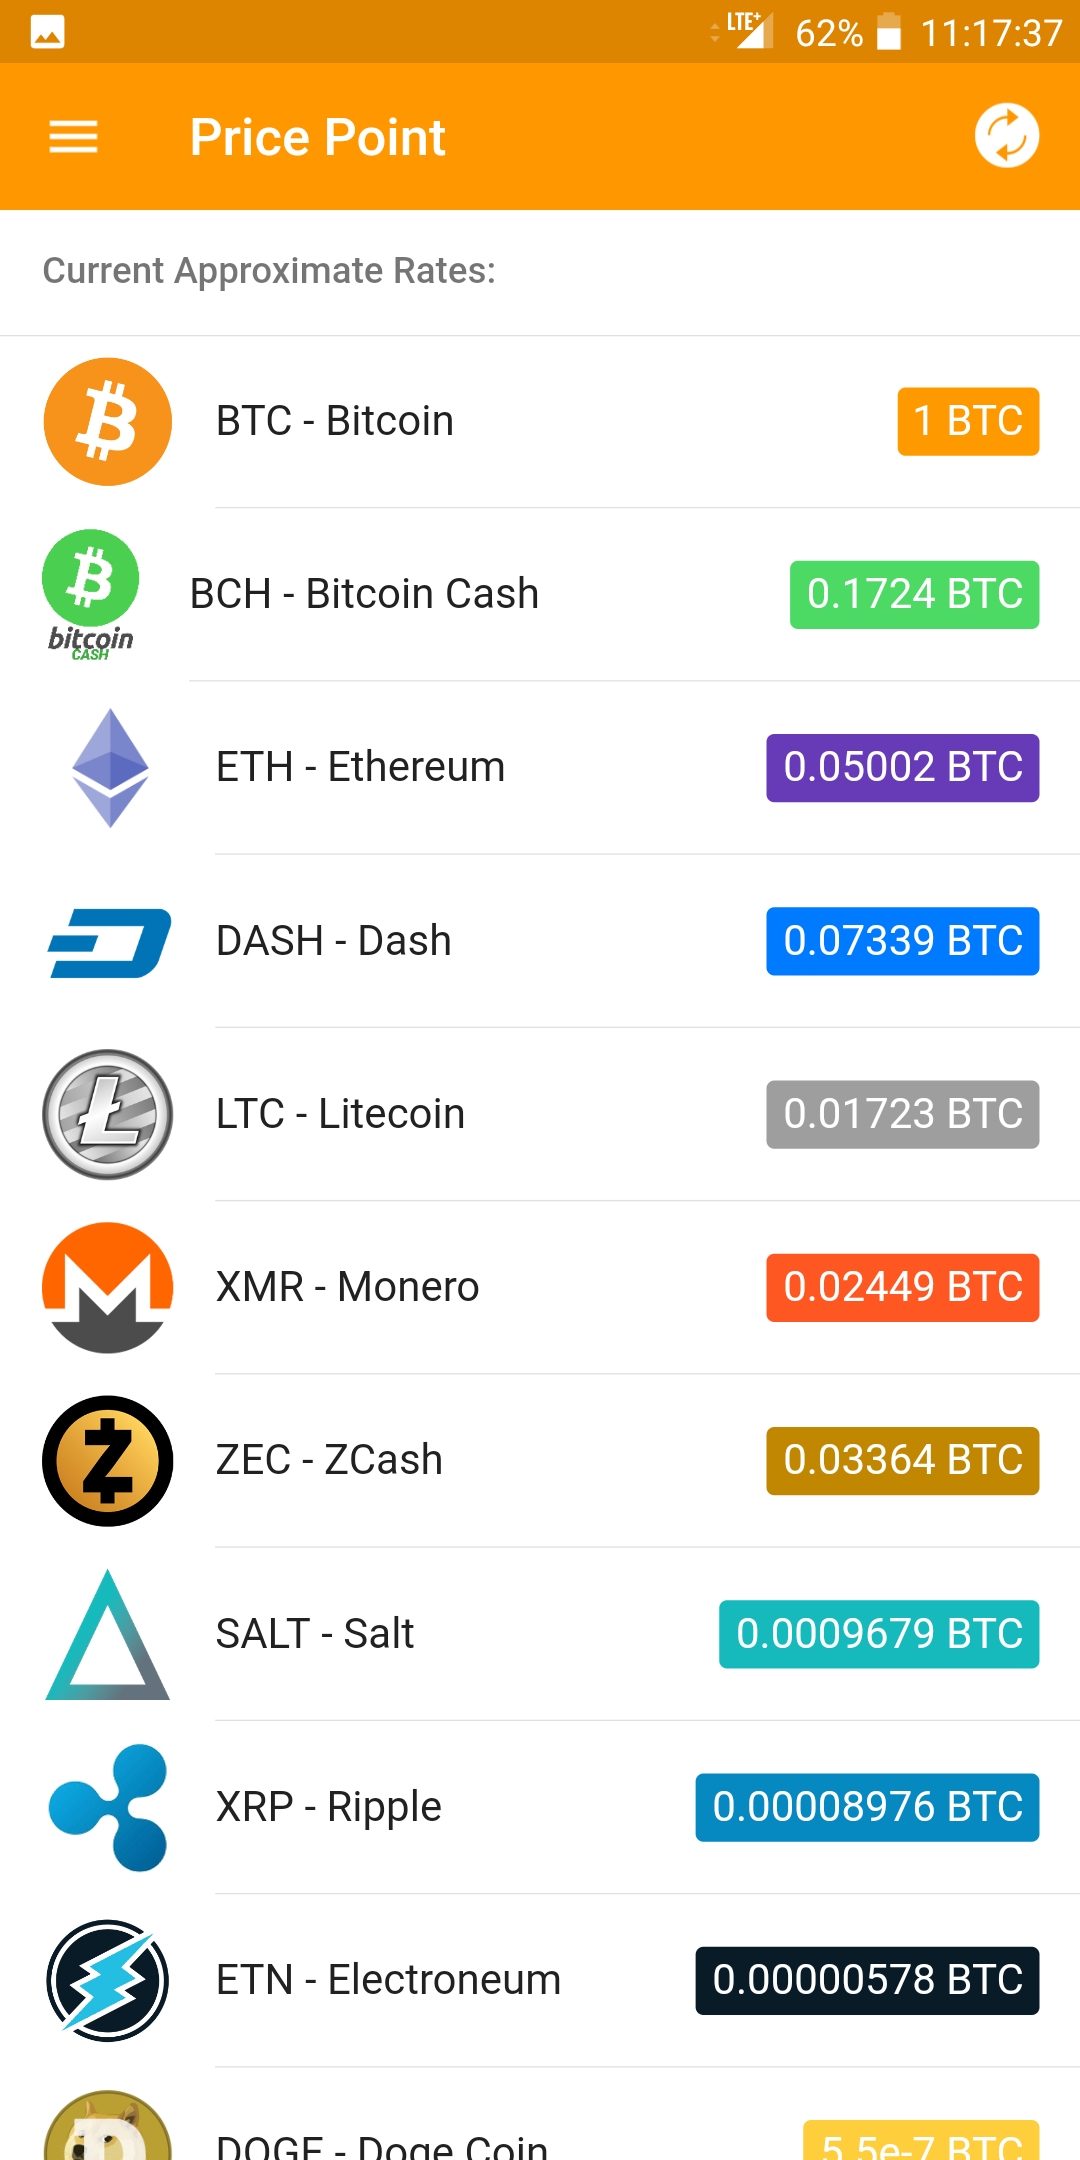 LTE+ 62% 11:17:37
Price Point
Current Approximate Rates:
BTC - Bitcoin 1 BTC
bitcoin
CASH
BCH - Bitcoin Cash 0.1724 BTC
ETH - Ethereum 0.05002 BTC
DASH - Dash 0.07339 BTC
LTC - Litecoin 0.01723 BTC
XMR - Monero 0.02449 BTC
ZEC - ZCash 0.03364 BTC
SALT - Salt 0.0009679 BTC
XRP - Ripple 0.00008976 BTC
ETN - Electroneum 0.00000578 BTC
DOGE - Doge Coin 5.5e-7 BTC